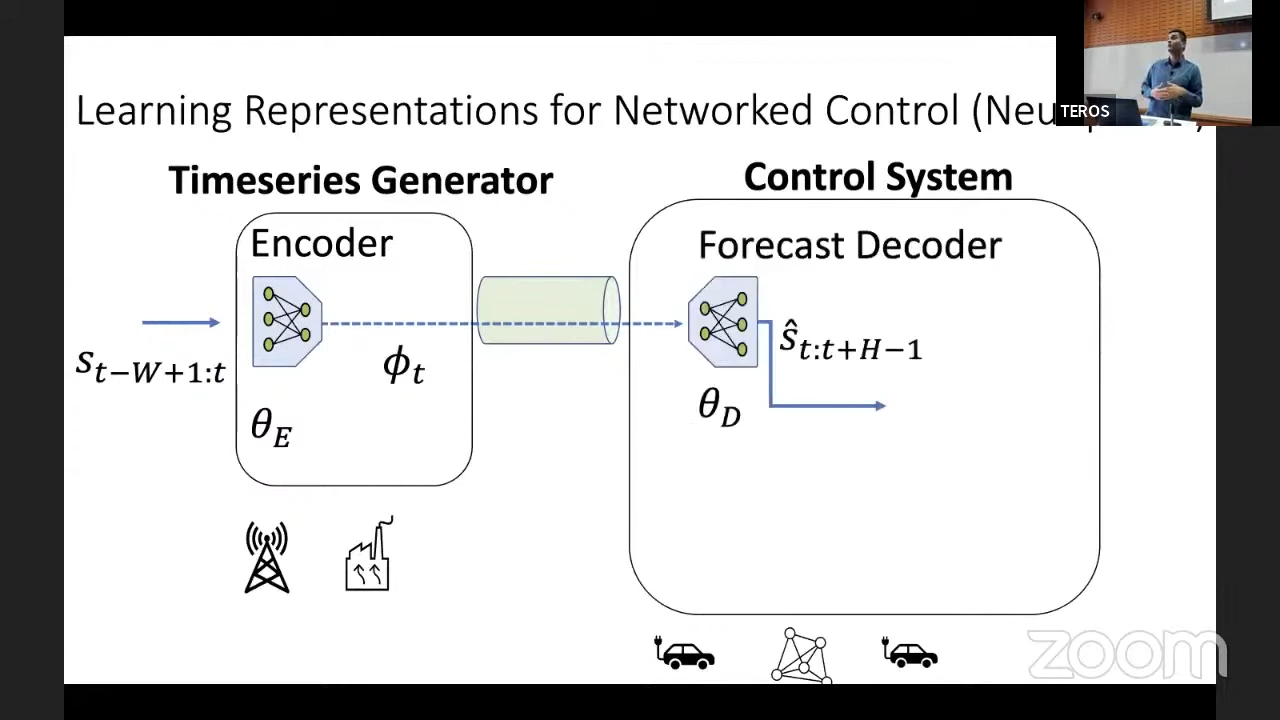 TEROS
Learning Representations for Networked Control
Timeseries Generator
Control System
Encoder
Forecast Decoder
s_{t−W+1:t}
ϕ_t
ŝ_{t:t+H−1}
θ_E
θ_D
zoom